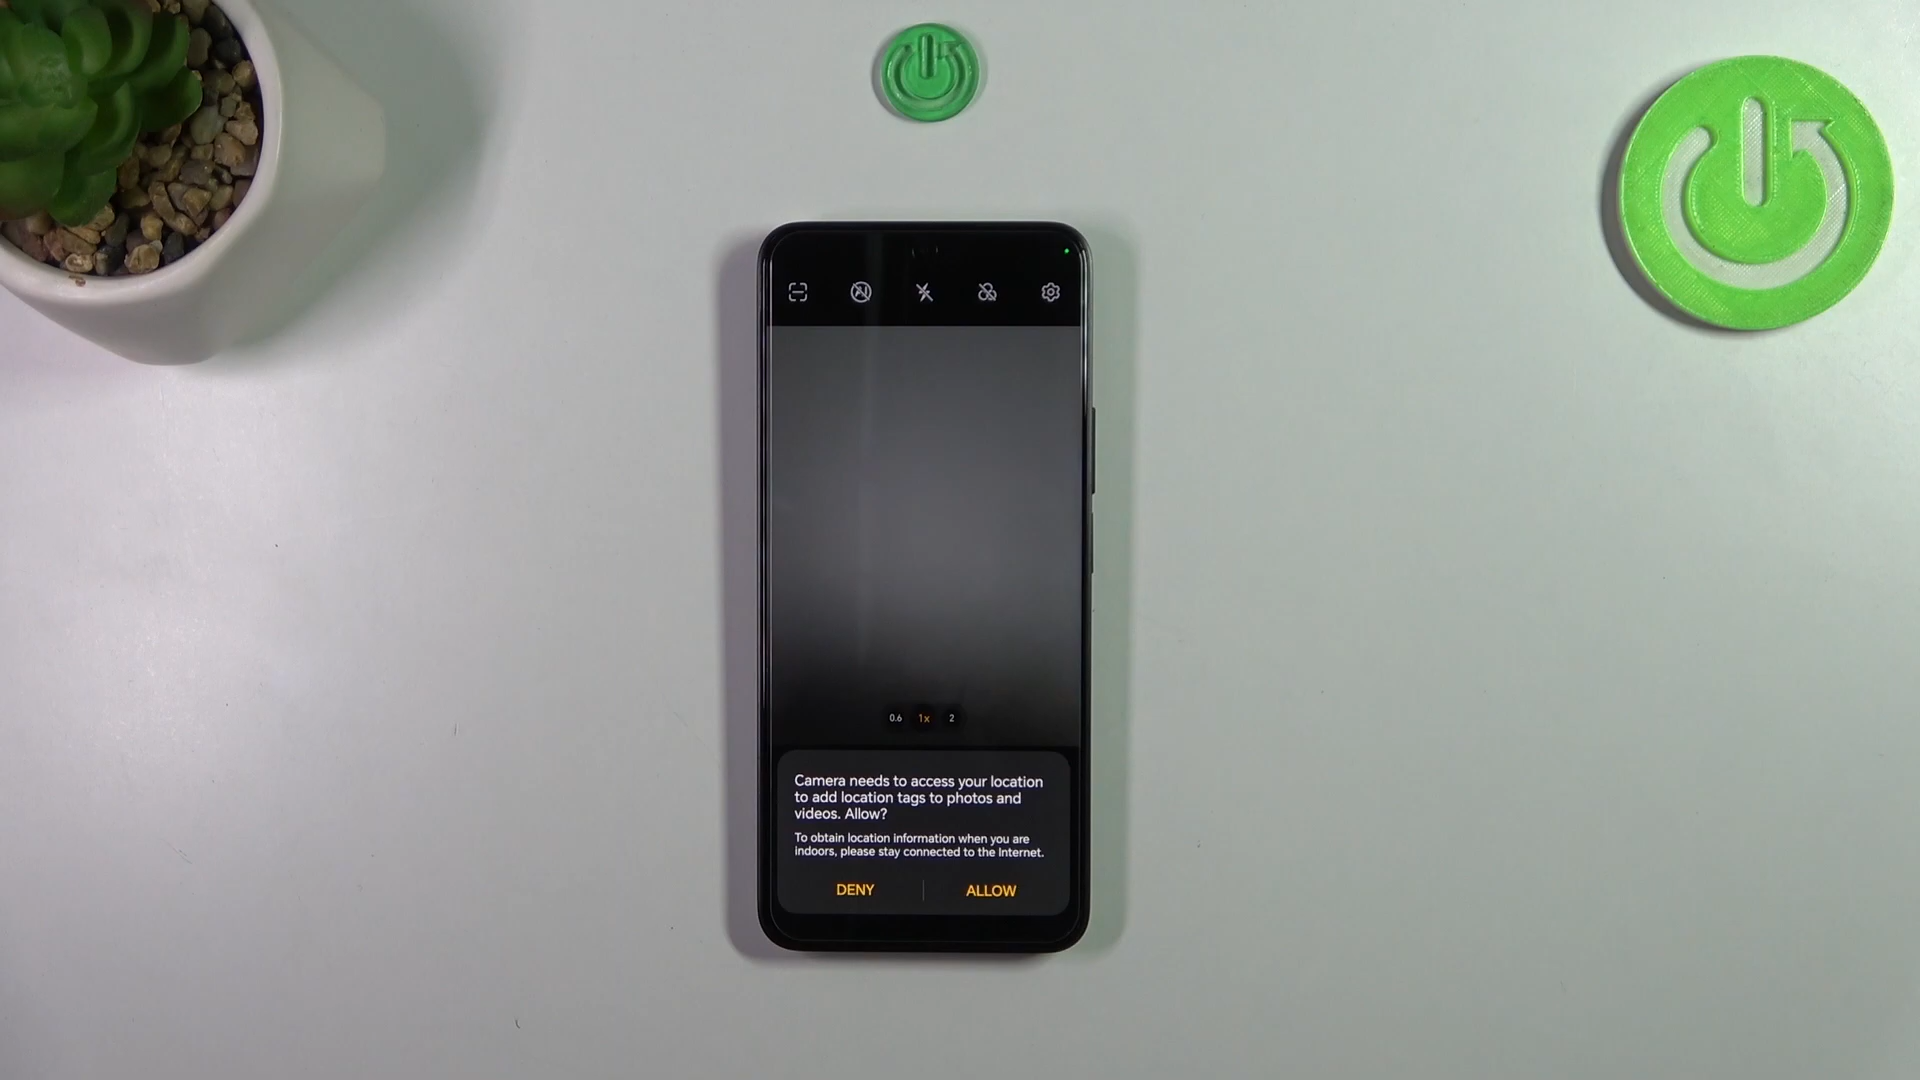 AI
0.6 1x 2
Camera needs to access your location
to add location tags to photos and
videos. Allow?
To obtain location information when you are
indoors, please stay connected to the Internet.
DENY ALLOW